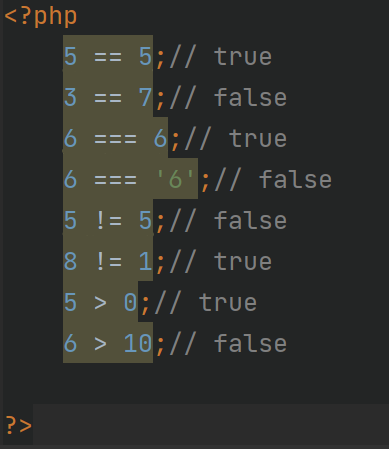 <?php
5 == 5;// true
3 == 7;// false
6 === 6;// true
6 === '6';// false
5 != 5;// false
8 != 1;// true
5 > 0;// true
6 > 10;// false
?>